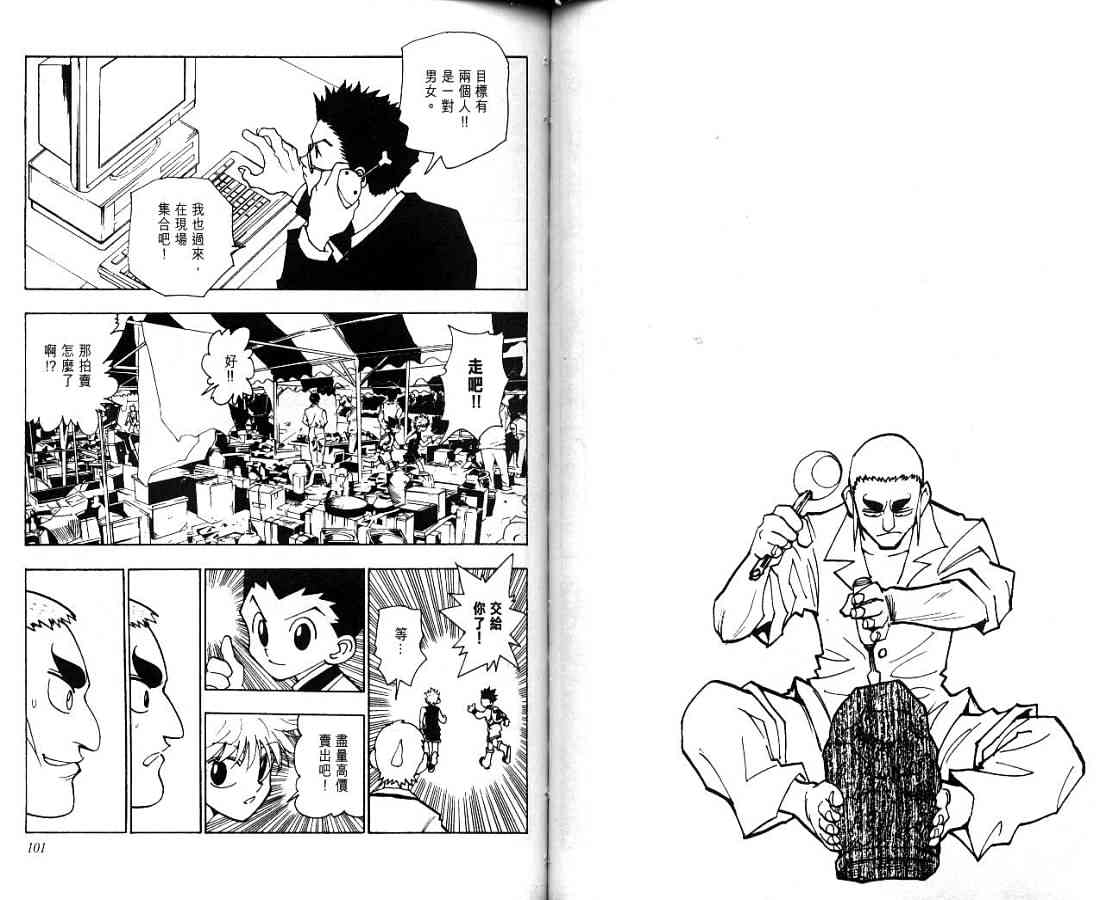 目標有
兩個人!!
是一對
男女。
我也過來，
在現場
集合吧！
走吧!!
好!!
那拍賣
怎麼了
啊!?
交給
你了！
等…
盡量高價
賣出吧！
101